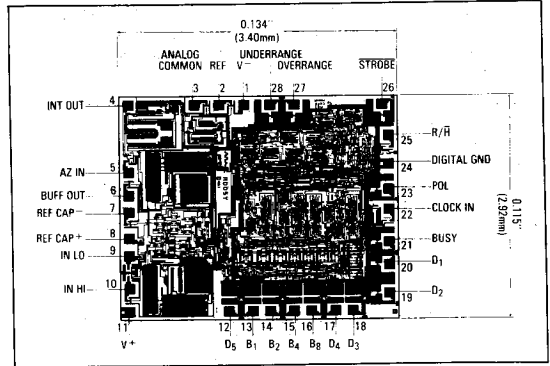 0.134"
(3.40mm)
ANALOG UNDERRANGE
COMMON REF V− OVERRANGE STROBE
3 2 1 28 27 26
INT OUT 4
25 R/H
24 DIGITAL GND
AZ IN 5
23 POL
BUFF OUT 6
REF CAP− 7
22 CLOCK IN
REF CAP+ 8
21 BUSY
IN LO 9
20 D1
IN HI 10
19 D2
0.115"
(2.92mm)
11 12 13 14 15 16 17 18
V+ D5 B1 B2 B4 B8 D4 D3